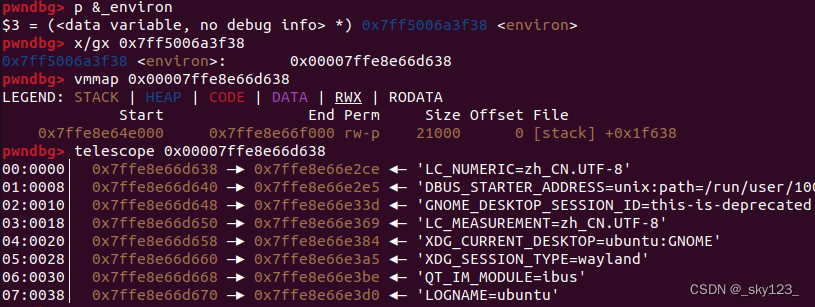 pwndbg> p &_environ
$3 = (<data variable, no debug info> *) 0x7ff5006a3f38 <environ>
pwndbg> x/gx 0x7ff5006a3f38
0x7ff5006a3f38 <environ>: 0x00007ffe8e66d638
pwndbg> vmmap 0x00007ffe8e66d638
LEGEND: STACK | HEAP | CODE | DATA | RWX | RODATA
Start End Perm Size Offset File
0x7ffe8e64e000 0x7ffe8e66f000 rw-p 21000 0 [stack] +0x1f638
pwndbg> telescope 0x00007ffe8e66d638
00:0000│ 0x7ffe8e66d638 —▸ 0x7ffe8e66e2ce ◂— 'LC_NUMERIC=zh_CN.UTF-8'
01:0008│ 0x7ffe8e66d640 —▸ 0x7ffe8e66e2e5 ◂— 'DBUS_STARTER_ADDRESS=unix:path=/run/user/100
02:0010│ 0x7ffe8e66d648 —▸ 0x7ffe8e66e33d ◂— 'GNOME_DESKTOP_SESSION_ID=this-is-deprecated
03:0018│ 0x7ffe8e66d650 —▸ 0x7ffe8e66e369 ◂— 'LC_MEASUREMENT=zh_CN.UTF-8'
04:0020│ 0x7ffe8e66d658 —▸ 0x7ffe8e66e384 ◂— 'XDG_CURRENT_DESKTOP=ubuntu:GNOME'
05:0028│ 0x7ffe8e66d660 —▸ 0x7ffe8e66e3a5 ◂— 'XDG_SESSION_TYPE=wayland'
06:0030│ 0x7ffe8e66d668 —▸ 0x7ffe8e66e3be ◂— 'QT_IM_MODULE=ibus'
07:0038│ 0x7ffe8e66d670 —▸ 0x7ffe8e66e3d0 ◂— 'LOGNAME=ubuntu'
CSDN @_sky123_